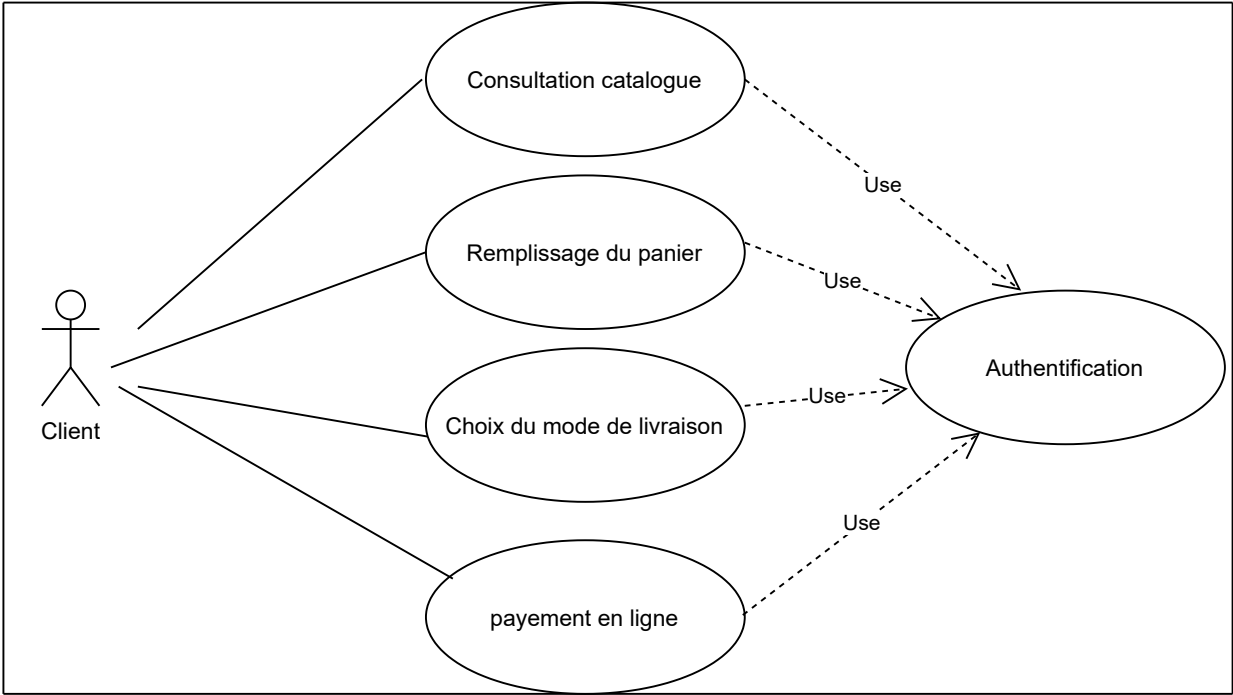 Consultation catalogue
Use
Remplissage du panier
Use
Authentification
Client
Choix du mode de livraison
Use
Use
payement en ligne